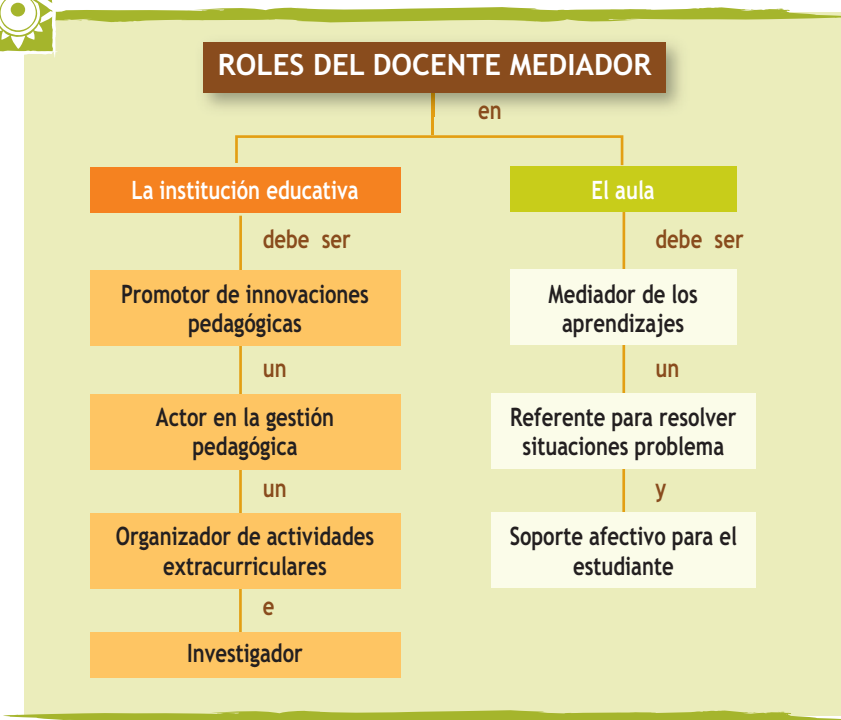 ROLES DEL DOCENTE MEDIADOR
en
La institución educativa
debe ser
Promotor de innovaciones
pedagógicas
un
Actor en la gestión
pedagógica
un
Organizador de actividades
extracurriculares
e
Investigador
El aula
debe ser
Mediador de los
aprendizajes
un
Referente para resolver
situaciones problema
y
Soporte afectivo para el
estudiante